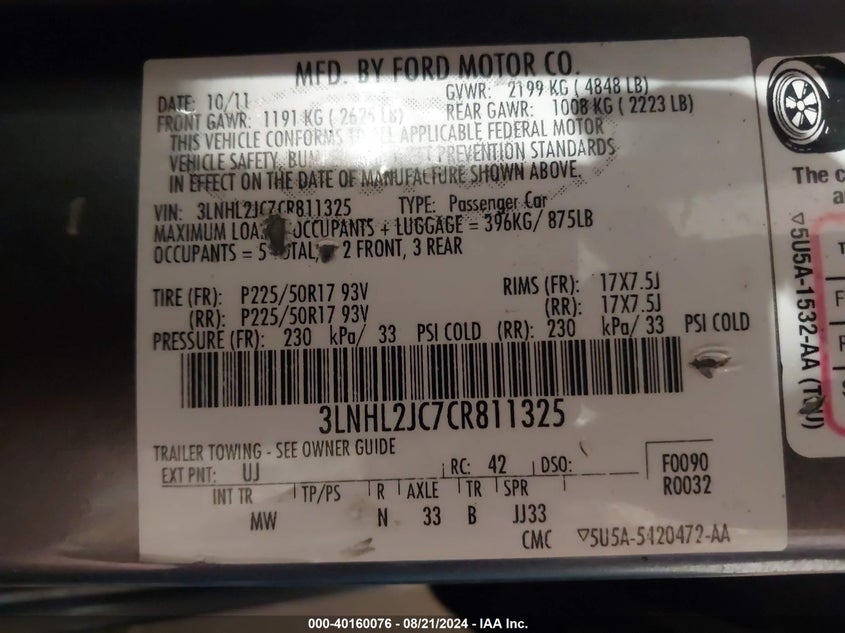 MFD. BY FORD MOTOR CO.
DATE: 10/11 GVWR: 2199 KG ( 4848 LB)
FRONT GAWR: 1191 KG ( 2625 LB) REAR GAWR: 1008 KG ( 2223 LB)
THIS VEHICLE CONFORMS TO ALL APPLICABLE FEDERAL MOTOR
VEHICLE SAFETY, PREVENTION STANDARDS
IN EFFECT ON THE DATE OF MANUFACTURE SHOWN ABOVE.
VIN: 3LNHL2JC7CR811325 TYPE: Passenger Car
MAXIMUM LOAD OCCUPANTS + LUGGAGE = 396KG/ 875LB
OCCUPANTS = 5 TOTAL, 2 FRONT, 3 REAR
TIRE (FR): P225/50R17 93V RIMS (FR): 17X7.5J
(RR): P225/50R17 93V (RR): 17X7.5J
PRESSURE (FR): 230 kPa/ 33 PSI COLD (RR): 230 kPa/ 33 PSI COLD
3LNHL2JC7CR811325
TRAILER TOWING - SEE OWNER GUIDE
EXT PNT: UJ RC: 42 DSO: F0090
R0032
INT TR TP/PS R AXLE TR SPR
MW N 33 B JJ33
CMC ▽5U5A-5420472-AA
The c
a
▽5U5A-1532-AA
000-40160076 - 08/21/2024 - IAA Inc.